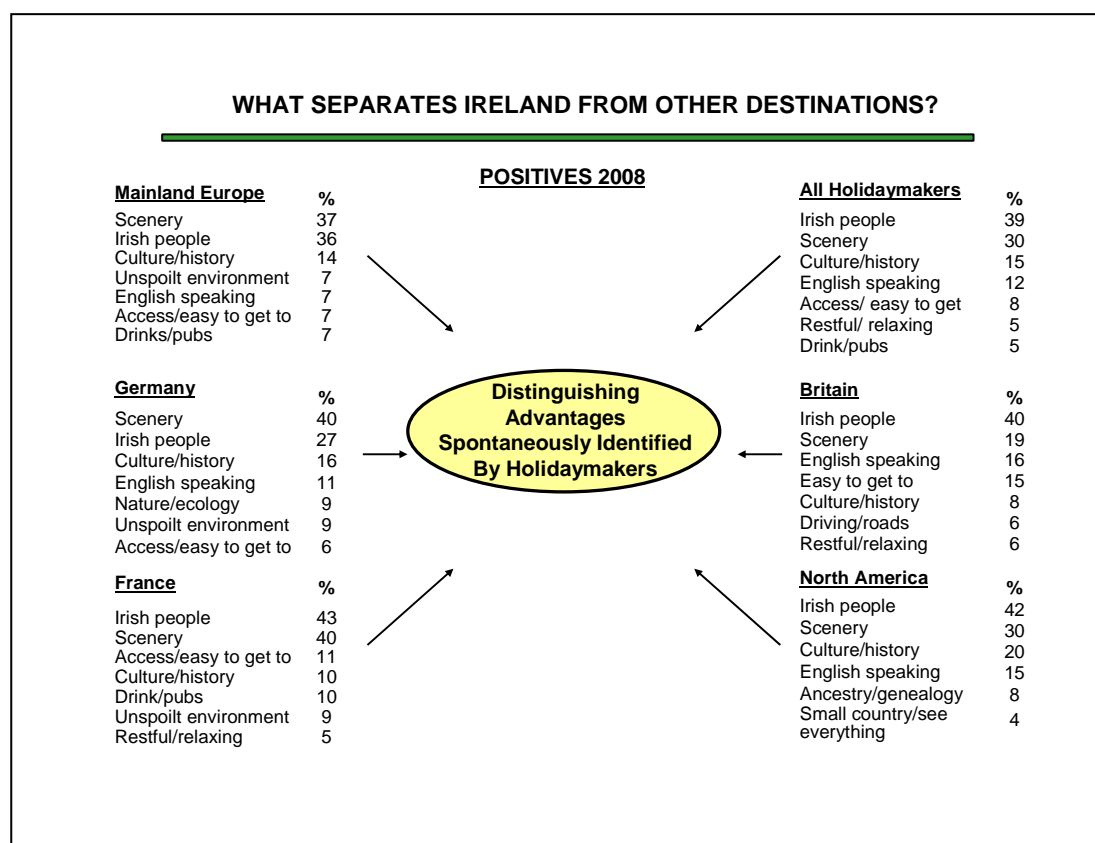 WHAT SEPARATES IRELAND FROM OTHER DESTINATIONS?
POSITIVES 2008
Mainland Europe %
Scenery 37
Irish people 36
Culture/history 14
Unspoilt environment 7
English speaking 7
Access/easy to get to 7
Drinks/pubs 7
Germany %
Scenery 40
Irish people 27
Culture/history 16
English speaking 11
Nature/ecology 9
Unspoilt environment 9
Access/easy to get to 6
France %
Irish people 43
Scenery 40
Access/easy to get to 11
Culture/history 10
Drink/pubs 10
Unspoilt environment 9
Restful/relaxing 5
Distinguishing
Advantages
Spontaneously Identified
By Holidaymakers
All Holidaymakers %
Irish people 39
Scenery 30
Culture/history 15
English speaking 12
Access/ easy to get 8
Restful/ relaxing 5
Drink/pubs 5
Britain %
Irish people 40
Scenery 19
English speaking 16
Easy to get to 15
Culture/history 8
Driving/roads 6
Restful/relaxing 6
North America %
Irish people 42
Scenery 30
Culture/history 20
English speaking 15
Ancestry/genealogy 8
Small country/see
everything 4